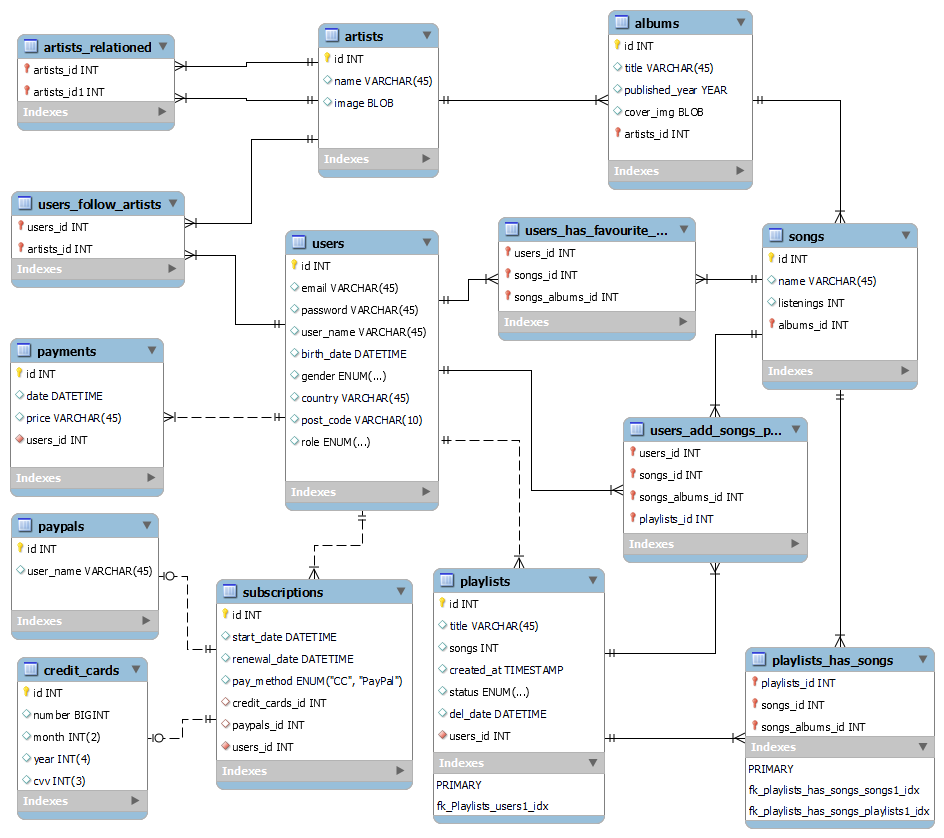 artists_relationed
artists_id INT
artists_id1 INT
Indexes
artists
id INT
name VARCHAR(45)
image BLOB
Indexes
albums
id INT
title VARCHAR(45)
published_year YEAR
cover_img BLOB
artists_id INT
Indexes
users_follow_artists
users_id INT
artists_id INT
Indexes
users
id INT
email VARCHAR(45)
password VARCHAR(45)
user_name VARCHAR(45)
birth_date DATETIME
gender ENUM(...)
country VARCHAR(45)
post_code VARCHAR(10)
role ENUM(...)
Indexes
users_has_favourite_...
users_id INT
songs_id INT
songs_albums_id INT
Indexes
songs
id INT
name VARCHAR(45)
listenings INT
albums_id INT
Indexes
payments
id INT
date DATETIME
price VARCHAR(45)
users_id INT
Indexes
users_add_songs_p...
users_id INT
songs_id INT
songs_albums_id INT
playlists_id INT
Indexes
paypals
id INT
user_name VARCHAR(45)
Indexes
subscriptions
id INT
start_date DATETIME
renewal_date DATETIME
pay_method ENUM("CC", "PayPal")
credit_cards_id INT
paypals_id INT
users_id INT
Indexes
playlists
id INT
title VARCHAR(45)
songs INT
created_at TIMESTAMP
status ENUM(...)
del_date DATETIME
users_id INT
Indexes
PRIMARY
fk_Playlists_users1_idx
credit_cards
id INT
number BIGINT
month INT(2)
year INT(4)
cvv INT(3)
Indexes
playlists_has_songs
playlists_id INT
songs_id INT
songs_albums_id INT
Indexes
PRIMARY
fk_playlists_has_songs_songs1_idx
fk_playlists_has_songs_playlists1_idx